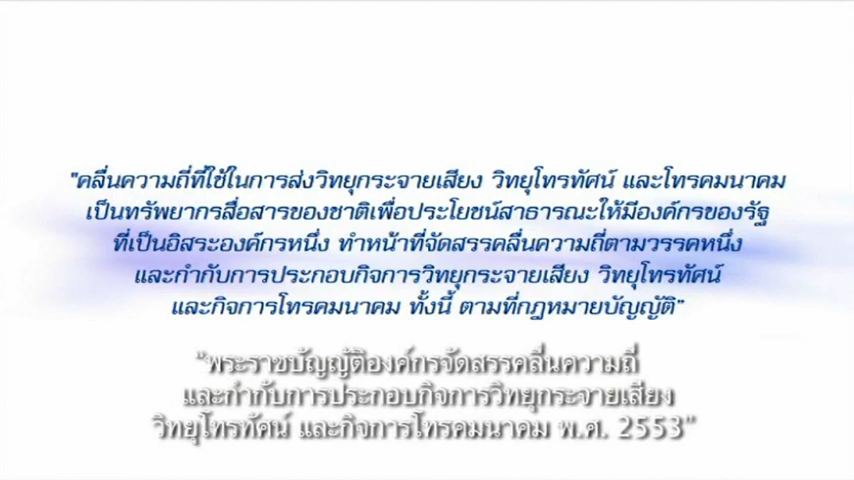 "คลื่นความถี่ที่ใช้ในการส่งวิทยุกระจายเสียง วิทยุโทรทัศน์ และโทรคมนาคม
เป็นทรัพยากรสื่อสารของชาติเพื่อประโยชน์สาธารณะให้มีองค์กรของรัฐ
ที่เป็นอิสระองค์กรหนึ่ง ทำหน้าที่จัดสรรคลื่นความถี่ตามวรรคหนึ่ง
และกำกับการประกอบกิจการวิทยุกระจายเสียง วิทยุโทรทัศน์
และกิจการโทรคมนาคม ทั้งนี้ ตามที่กฎหมายบัญญัติ"
"พระราชบัญญัติองค์กรจัดสรรคลื่นความถี่
และกำกับการประกอบกิจการวิทยุกระจายเสียง
วิทยุโทรทัศน์ และกิจการโทรคมนาคม พ.ศ. 2553"